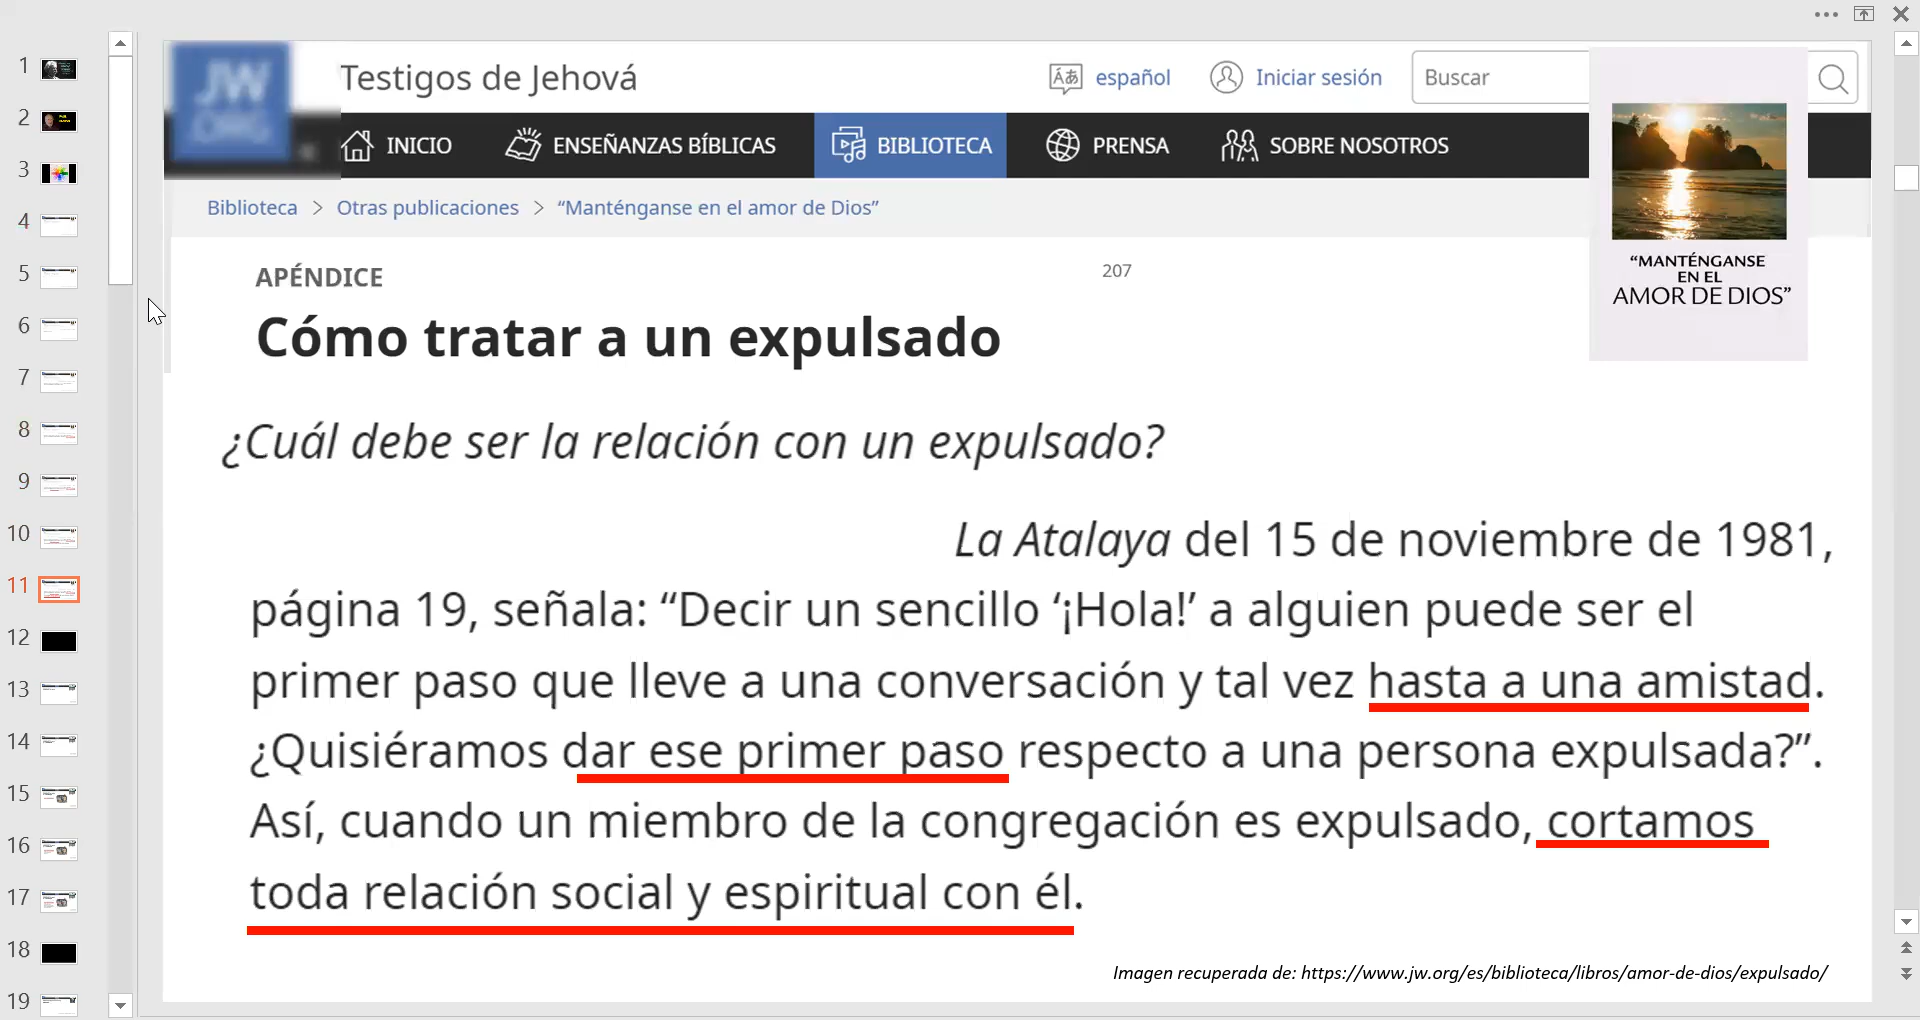 JW
.ORG
Testigos de Jehová
español
Iniciar sesión
Buscar
INICIO
ENSEÑANZAS BÍBLICAS
BIBLIOTECA
PRENSA
SOBRE NOSOTROS
Biblioteca > Otras publicaciones > “Manténganse en el amor de Dios”
“MANTÉNGANSE
EN EL
AMOR DE DIOS”
APÉNDICE
207
Cómo tratar a un expulsado
¿Cuál debe ser la relación con un expulsado?
La Atalaya del 15 de noviembre de 1981,
página 19, señala: “Decir un sencillo ‘¡Hola!’ a alguien puede ser el
primer paso que lleve a una conversación y tal vez hasta a una amistad.
¿Quisiéramos dar ese primer paso respecto a una persona expulsada?”.
Así, cuando un miembro de la congregación es expulsado, cortamos
toda relación social y espiritual con él.
Imagen recuperada de: https://www.jw.org/es/biblioteca/libros/amor-de-dios/expulsado/
1
2
3
4
5
6
7
8
9
10
11
12
13
14
15
16
17
18
19